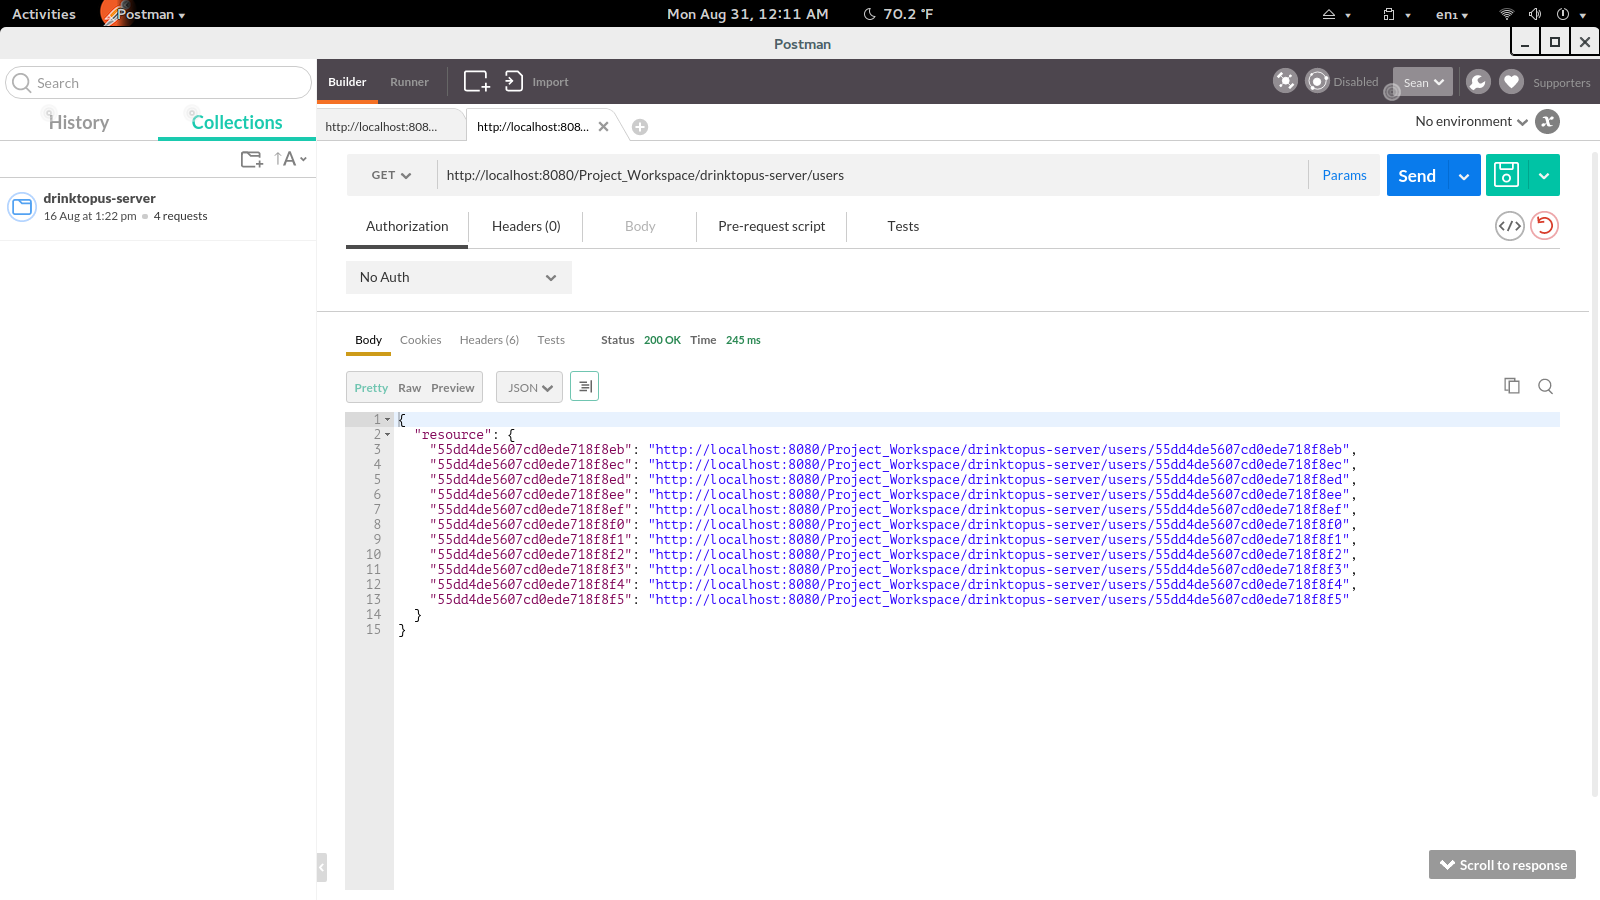 Activities Postman Mon Aug 31, 12:11 AM 70.2 °F en1
Postman
Search
Builder Runner Import Disabled Sean Supporters
History Collections
http://localhost:808... http://localhost:808... No environment
A
drinktopus-server
16 Aug at 1:22 pm 4 requests
GET http://localhost:8080/Project_Workspace/drinktopus-server/users Params Send
Authorization Headers (0) Body Pre-request script Tests
No Auth
Body Cookies Headers (6) Tests Status 200 OK Time 245 ms
Pretty Raw Preview JSON
1 {
2 "resource": {
3 "55dd4de5607cd0ede718f8eb": "http://localhost:8080/Project_Workspace/drinktopus-server/users/55dd4de5607cd0ede718f8eb",
4 "55dd4de5607cd0ede718f8ec": "http://localhost:8080/Project_Workspace/drinktopus-server/users/55dd4de5607cd0ede718f8ec",
5 "55dd4de5607cd0ede718f8ed": "http://localhost:8080/Project_Workspace/drinktopus-server/users/55dd4de5607cd0ede718f8ed",
6 "55dd4de5607cd0ede718f8ee": "http://localhost:8080/Project_Workspace/drinktopus-server/users/55dd4de5607cd0ede718f8ee",
7 "55dd4de5607cd0ede718f8ef": "http://localhost:8080/Project_Workspace/drinktopus-server/users/55dd4de5607cd0ede718f8ef",
8 "55dd4de5607cd0ede718f8f0": "http://localhost:8080/Project_Workspace/drinktopus-server/users/55dd4de5607cd0ede718f8f0",
9 "55dd4de5607cd0ede718f8f1": "http://localhost:8080/Project_Workspace/drinktopus-server/users/55dd4de5607cd0ede718f8f1",
10 "55dd4de5607cd0ede718f8f2": "http://localhost:8080/Project_Workspace/drinktopus-server/users/55dd4de5607cd0ede718f8f2",
11 "55dd4de5607cd0ede718f8f3": "http://localhost:8080/Project_Workspace/drinktopus-server/users/55dd4de5607cd0ede718f8f3",
12 "55dd4de5607cd0ede718f8f4": "http://localhost:8080/Project_Workspace/drinktopus-server/users/55dd4de5607cd0ede718f8f4",
13 "55dd4de5607cd0ede718f8f5": "http://localhost:8080/Project_Workspace/drinktopus-server/users/55dd4de5607cd0ede718f8f5"
14 }
15 }
Scroll to response